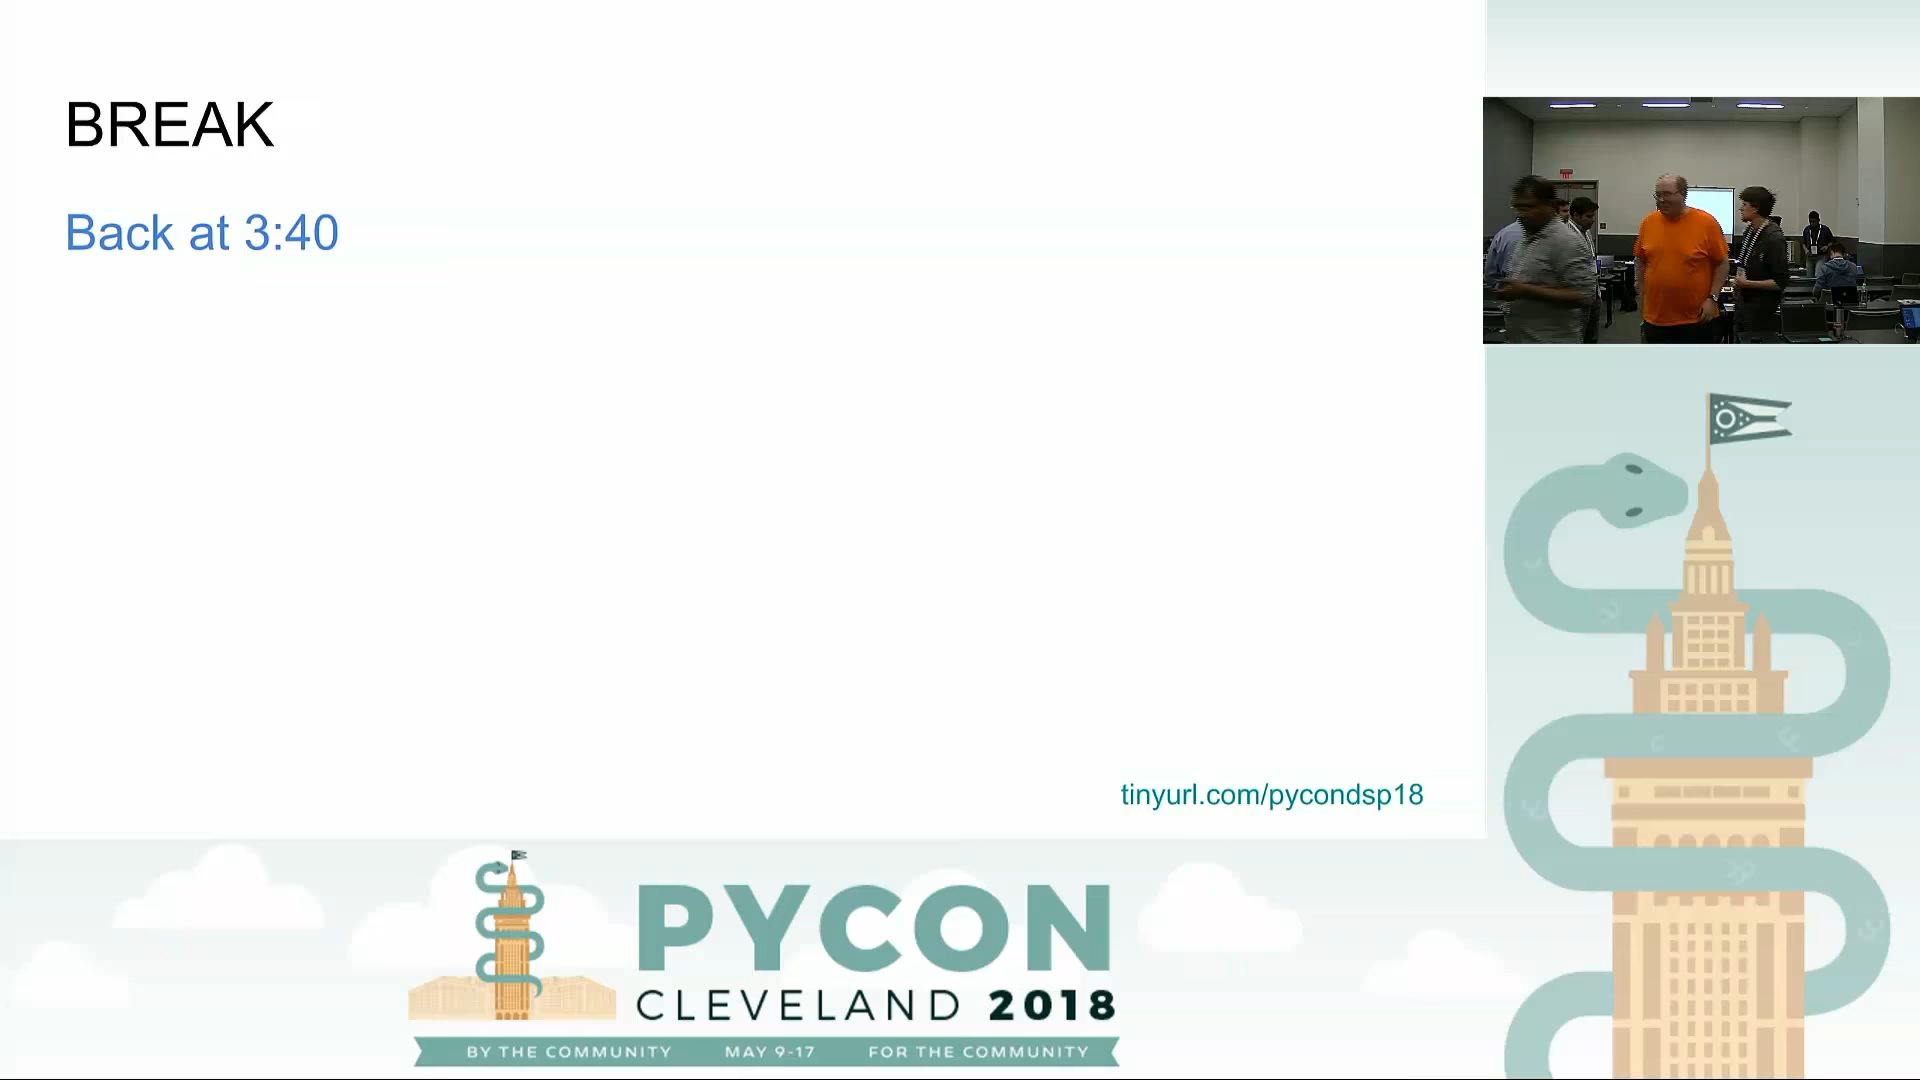 BREAK
Back at 3:40
tinyurl.com/pycondsp18
PYCON
CLEVELAND 2018
BY THE COMMUNITY MAY 9-17 FOR THE COMMUNITY